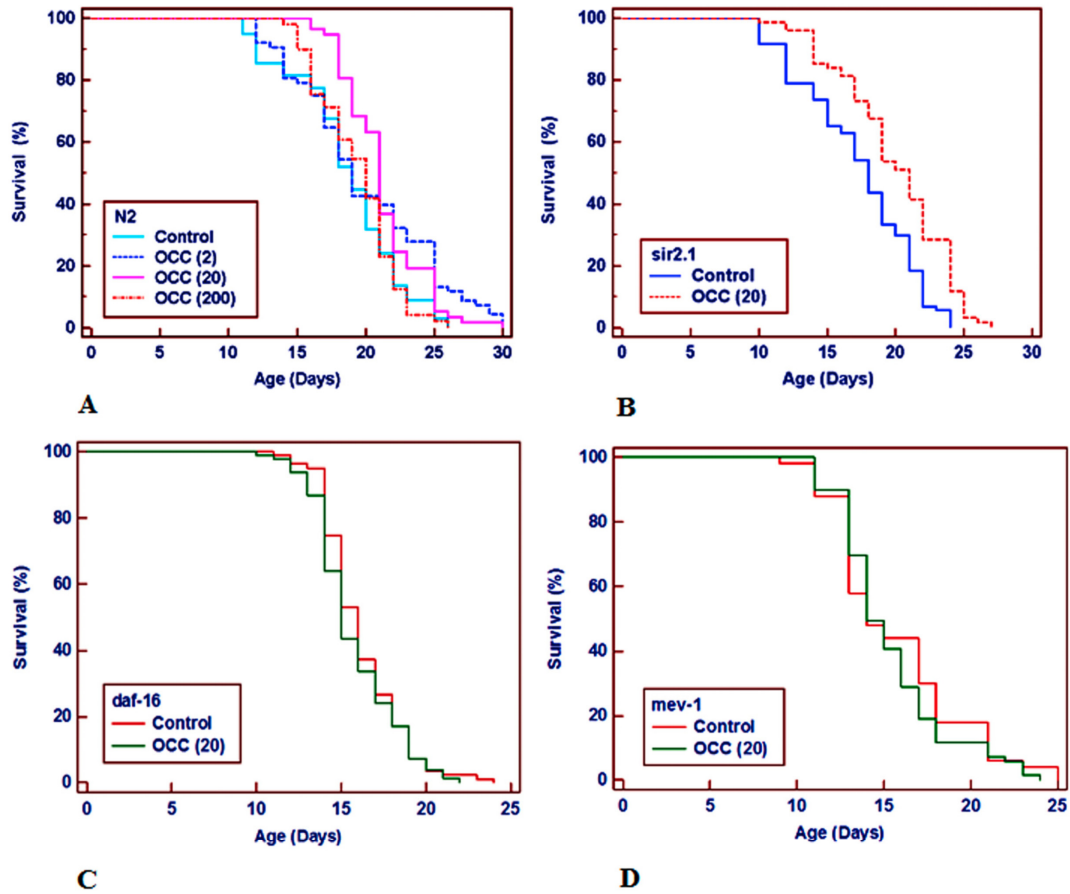 100
80
60
40
20
0
Survival (%)
N2
Control
OCC (2)
OCC (20)
OCC (200)
0 5 10 15 20 25 30
Age (Days)
A
100
80
60
40
20
0
Survival (%)
sir2.1
Control
OCC (20)
0 5 10 15 20 25 30
Age (Days)
B
100
80
60
40
20
0
Survival (%)
daf-16
Control
OCC (20)
0 5 10 15 20 25
Age (Days)
C
100
80
60
40
20
0
Survival (%)
mev-1
Control
OCC (20)
0 5 10 15 20 25
Age (Days)
D